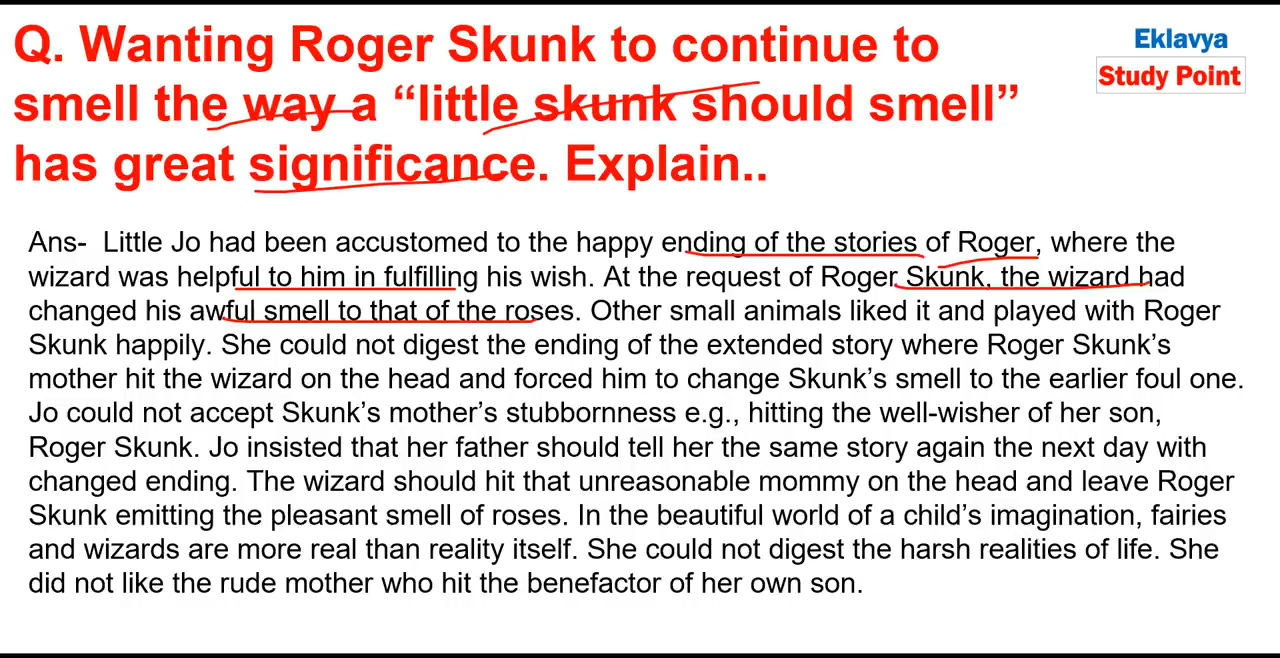 Q. Wanting Roger Skunk to continue to
smell the way a “little skunk should smell”
has great significance. Explain..
Eklavya
Study Point
Ans-  Little Jo had been accustomed to the happy ending of the stories of Roger, where the
wizard was helpful to him in fulfilling his wish. At the request of Roger Skunk, the wizard had
changed his awful smell to that of the roses. Other small animals liked it and played with Roger
Skunk happily. She could not digest the ending of the extended story where Roger Skunk’s
mother hit the wizard on the head and forced him to change Skunk’s smell to the earlier foul one.
Jo could not accept Skunk’s mother’s stubbornness e.g., hitting the well-wisher of her son,
Roger Skunk. Jo insisted that her father should tell her the same story again the next day with
changed ending. The wizard should hit that unreasonable mommy on the head and leave Roger
Skunk emitting the pleasant smell of roses. In the beautiful world of a child’s imagination, fairies
and wizards are more real than reality itself. She could not digest the harsh realities of life. She
did not like the rude mother who hit the benefactor of her own son.